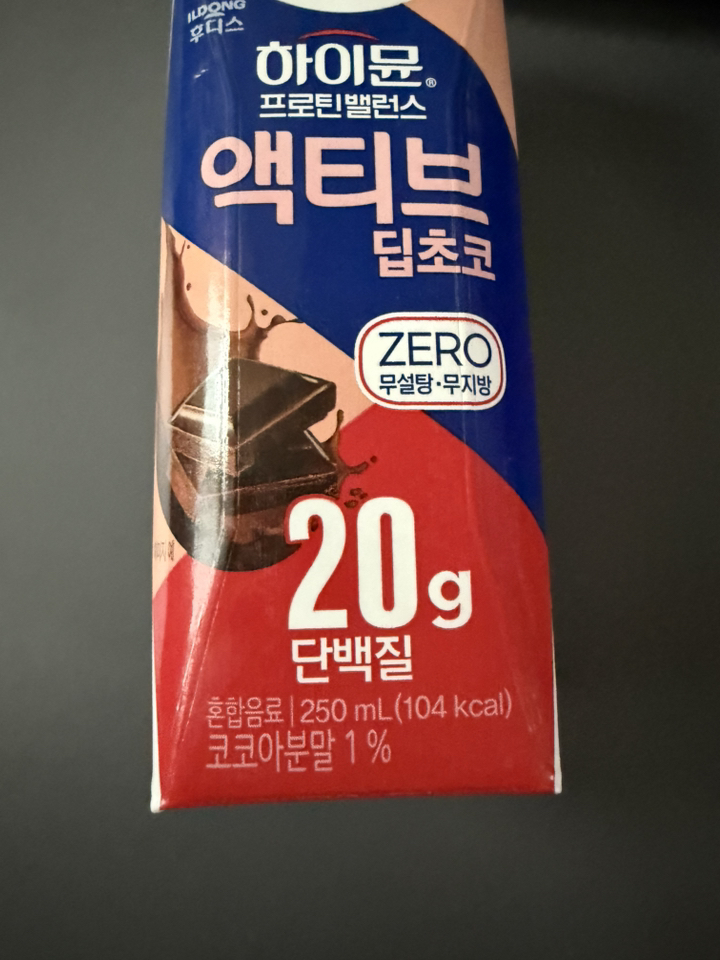 ILDONG
후디스
하이뮨®
프로틴밸런스
액티브
딥초코
ZERO
무설탕·무지방
20g
단백질
혼합음료 | 250 mL(104 kcal)
코코아분말 1 %